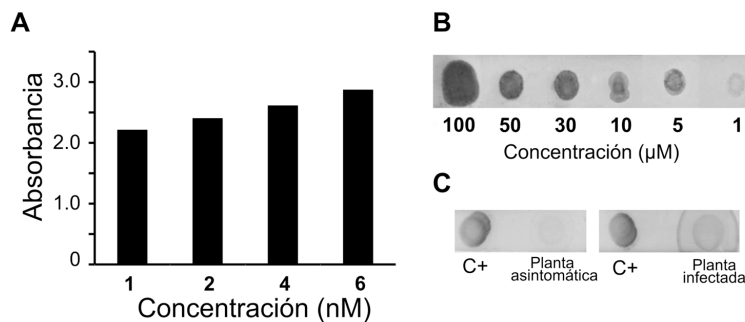 A
Absorbancia
3.0
2.0
1.0
0
1 2 4 6
Concentración (nM)
B
100 50 30 10 5 1
Concentración (µM)
C
C+
Planta
asintomática
C+
Planta
infectada